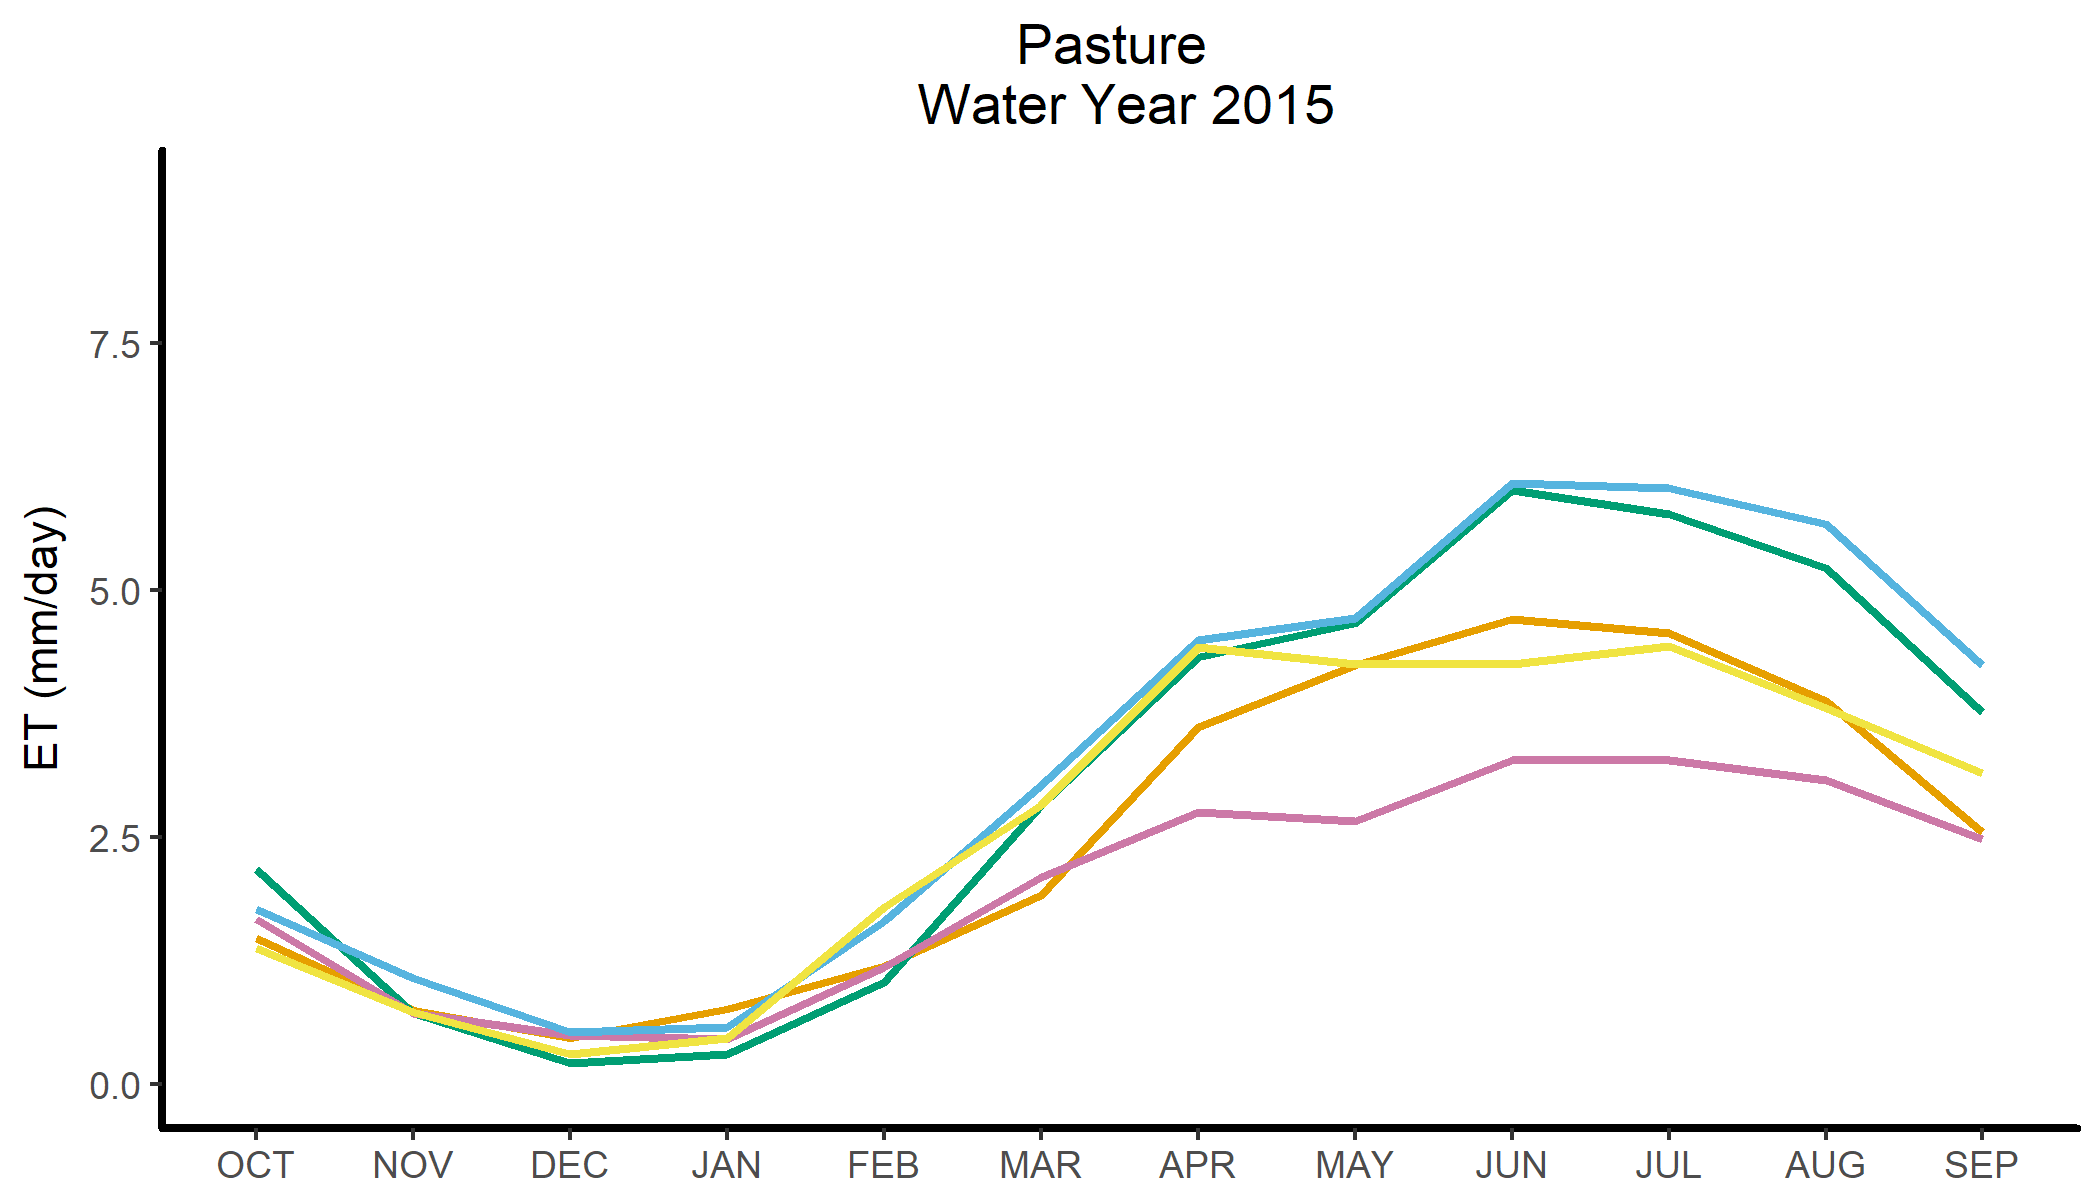 Pasture
Water Year 2015
ET (mm/day)
7.5
5.0
2.5
0.0
OCT NOV DEC JAN FEB MAR APR MAY JUN JUL AUG SEP